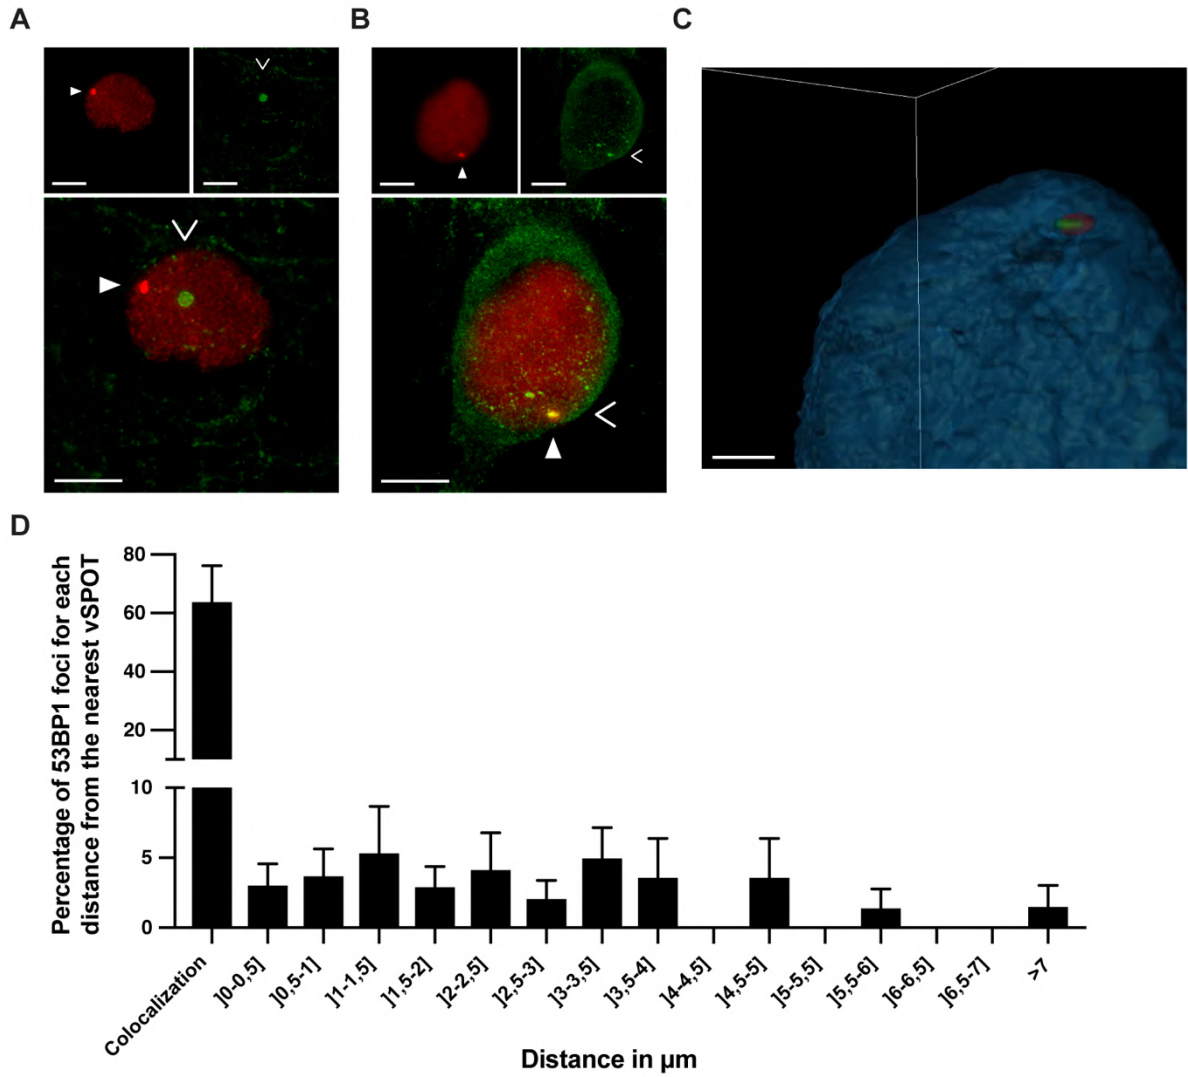 A
B
C
D
Percentage of 53BP1 foci for each
distance from the nearest vSPOT
80
60
40
20
10
5
0
Colocalization
]0-0,5]
]0,5-1]
]1-1,5]
]1,5-2]
]2-2,5]
]2,5-3]
]3-3,5]
]3,5-4]
]4-4,5]
]4,5-5]
]5-5,5]
]5,5-6]
]6-6,5]
]6,5-7]
>7
Distance in µm